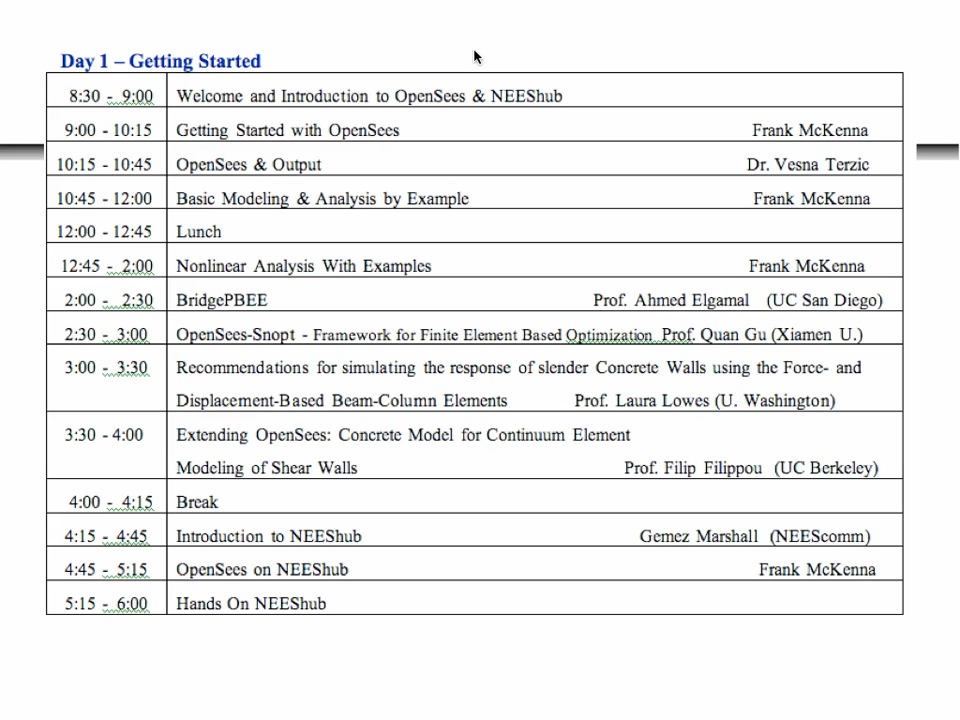 Day 1 – Getting Started
8:30 - 9:00 Welcome and Introduction to OpenSees & NEEShub
9:00 - 10:15 Getting Started with OpenSees Frank McKenna
10:15 - 10:45 OpenSees & Output Dr. Vesna Terzic
10:45 - 12:00 Basic Modeling & Analysis by Example Frank McKenna
12:00 - 12:45 Lunch
12:45 - 2:00 Nonlinear Analysis With Examples Frank McKenna
2:00 - 2:30 BridgePBEE Prof. Ahmed Elgamal (UC San Diego)
2:30 - 3:00 OpenSees-Snopt - Framework for Finite Element Based Optimization Prof. Quan Gu (Xiamen U.)
3:00 - 3:30 Recommendations for simulating the response of slender Concrete Walls using the Force- and
Displacement-Based Beam-Column Elements Prof. Laura Lowes (U. Washington)
3:30 - 4:00 Extending OpenSees: Concrete Model for Continuum Element
Modeling of Shear Walls Prof. Filip Filippou (UC Berkeley)
4:00 - 4:15 Break
4:15 - 4:45 Introduction to NEEShub Gemez Marshall (NEEScomm)
4:45 - 5:15 OpenSees on NEEShub Frank McKenna
5:15 - 6:00 Hands On NEEShub